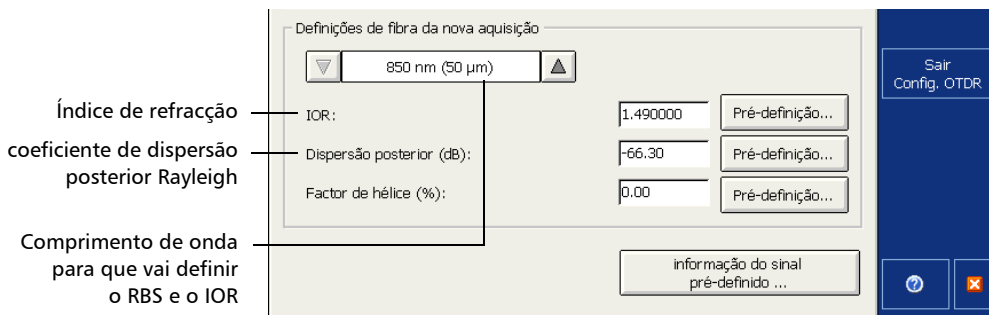 Definições de fibra da nova aquisição
850 nm (50 µm)
Sair
Config. OTDR
Índice de refracção
IOR:
1.490000
Pré-definição...
coeficiente de dispersão
posterior Rayleigh
Dispersão posterior (dB):
-66.30
Pré-definição...
Factor de hélice (%):
0.00
Pré-definição...
Comprimento de onda
para que vai definir
o RBS e o IOR
informação do sinal
pré-definido ...